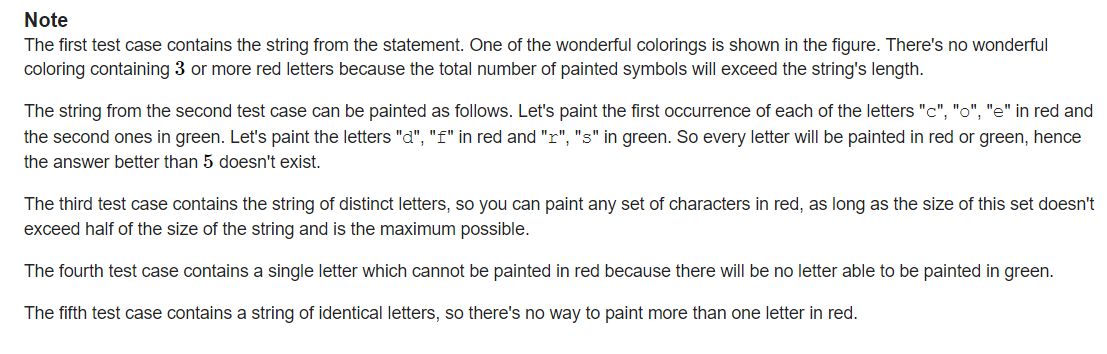 Note
The first test case contains the string from the statement. One of the wonderful colorings is shown in the figure. There's no wonderful
coloring containing 3 or more red letters because the total number of painted symbols will exceed the string's length.
The string from the second test case can be painted as follows. Let's paint the first occurrence of each of the letters "c", "o", "e" in red and
the second ones in green. Let's paint the letters "d", "f" in red and "r", "s" in green. So every letter will be painted in red or green, hence
the answer better than 5 doesn't exist.
The third test case contains the string of distinct letters, so you can paint any set of characters in red, as long as the size of this set doesn't
exceed half of the size of the string and is the maximum possible.
The fourth test case contains a single letter which cannot be painted in red because there will be no letter able to be painted in green.
The fifth test case contains a string of identical letters, so there's no way to paint more than one letter in red.